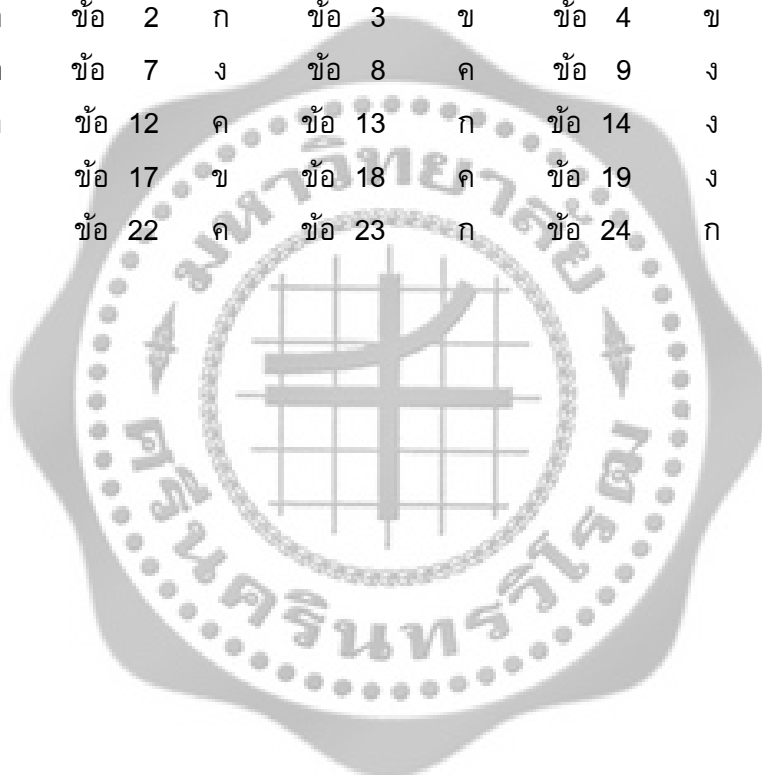 ข้อ 2 ก ข้อ 3 ข ข้อ 4 ข
ข้อ 7 ง ข้อ 8 ค ข้อ 9 ง
ข้อ 12 ค ข้อ 13 ก ข้อ 14 ง
ข้อ 17 ข ข้อ 18 ค ข้อ 19 ง
ข้อ 22 ค ข้อ 23 ก ข้อ 24 ก
มหาวิทยาลัย
ศรีนครินทรวิโรฒ